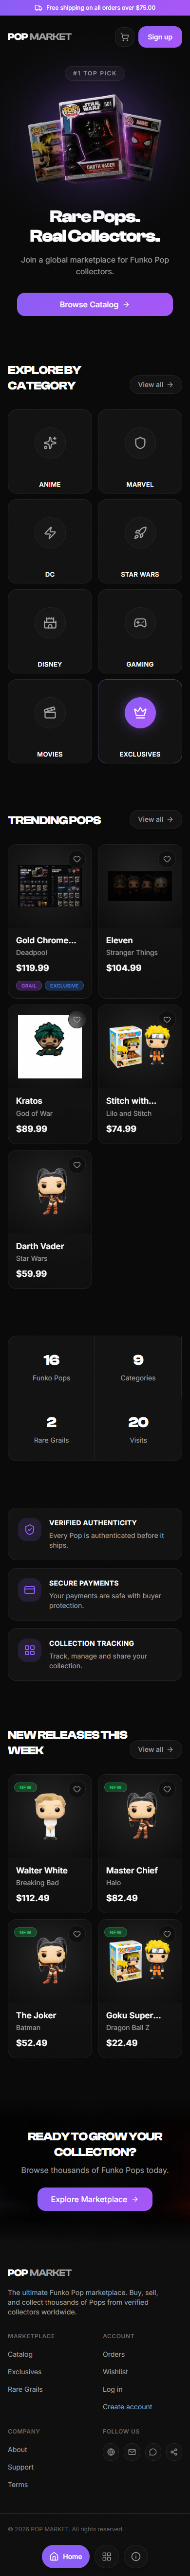 Free shipping on all orders over $75.00
POP MARKET
Sign up
#1 TOP PICK
STAR WARS
501
DARTH VADER
Rare Pops.
Real Collectors.
Join a global marketplace for Funko Pop
collectors.
Browse Catalog →
EXPLORE BY
CATEGORY
View all →
ANIME
MARVEL
DC
STAR WARS
DISNEY
GAMING
MOVIES
EXCLUSIVES
TRENDING POPS
View all →
Gold Chrome...
Deadpool
$119.99
GRAIL
EXCLUSIVE
Eleven
Stranger Things
$104.99
Kratos
God of War
$89.99
Stitch with...
Lilo and Stitch
$74.99
Darth Vader
Star Wars
$59.99
16
Funko Pops
9
Categories
2
Rare Grails
20
Visits
VERIFIED AUTHENTICITY
Every Pop is authenticated before it
ships.
SECURE PAYMENTS
Your payments are safe with buyer
protection.
COLLECTION TRACKING
Track, manage and share your
collection.
NEW RELEASES THIS
WEEK
View all →
NEW
Walter White
Breaking Bad
$112.49
NEW
Master Chief
Halo
$82.49
NEW
The Joker
Batman
$52.49
NEW
Goku Super...
Dragon Ball Z
$22.49
READY TO GROW YOUR
COLLECTION?
Browse thousands of Funko Pops today.
Explore Marketplace →
POP MARKET
The ultimate Funko Pop marketplace. Buy, sell,
and collect thousands of Pops from verified
collectors worldwide.
MARKETPLACE
Catalog
Exclusives
Rare Grails
ACCOUNT
Orders
Wishlist
Log in
Create account
COMPANY
About
Support
Terms
FOLLOW US
© 2026 POP MARKET. All rights reserved.
Home